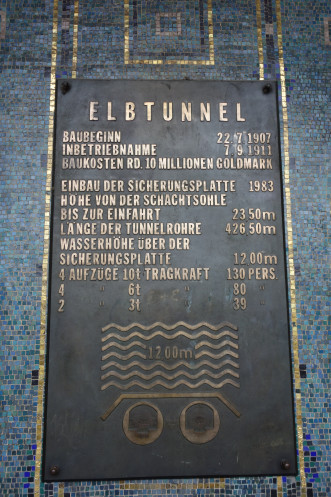 ELBTUNNEL
BAUBEGINN 22.7.1907
INBETRIEBNAHME 7.9.1911
BAUKOSTEN RD. 10 MILLIONEN GOLDMARK
EINBAU DER SICHERUNGSPLATTE 1983
HÖHE VON DER SCHACHTSOHLE
BIS ZUR EINFAHRT 23.50m
LÄNGE DER TUNNELRÖHRE 426.50m
WASSERHÖHE ÜBER DER
SICHERUNGSPLATTE 12.00m
4 AUFZÜGE 10t TRAGKRAFT 130 PERS.
4 " 6t " 80 "
2 " 3t " 39 "
12.00m